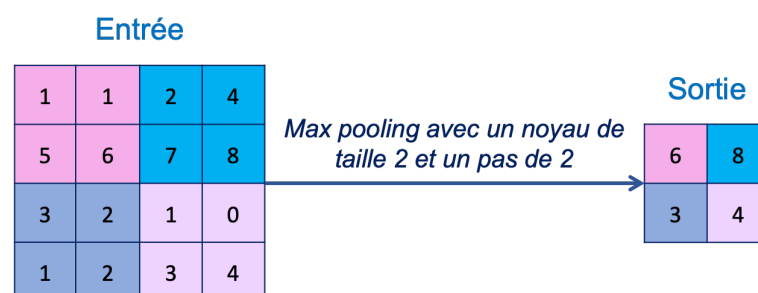 Entrée
1 1 2 4
5 6 7 8
3 2 1 0
1 2 3 4
Max pooling avec un noyau de
taille 2 et un pas de 2
Sortie
6 8
3 4